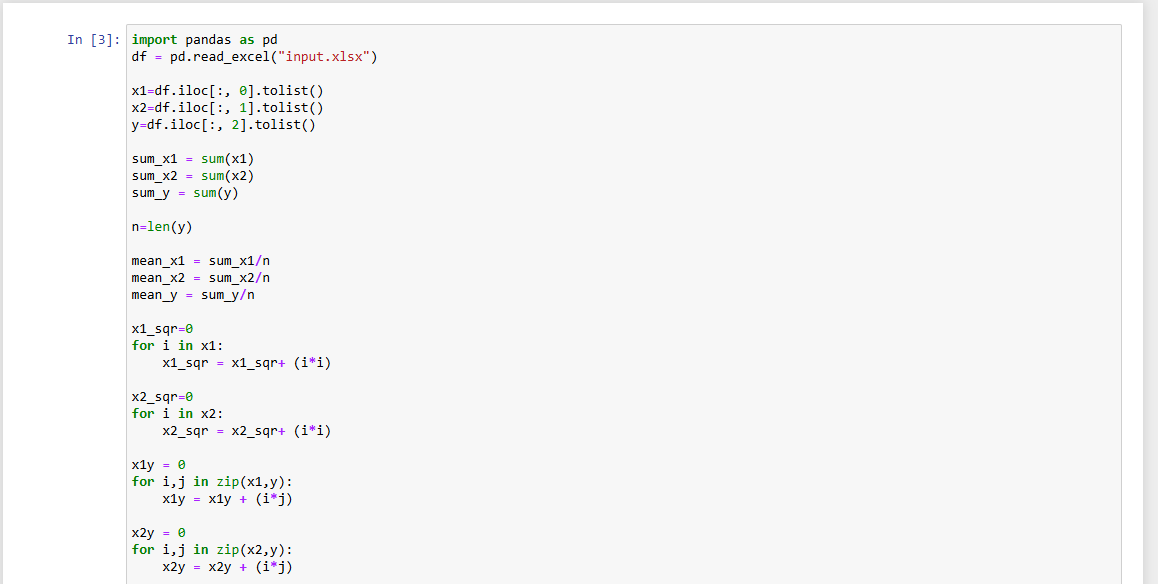 In [3]: import pandas as pd
df = pd.read_excel("input.xlsx")
x1=df.iloc[:, 0].tolist()
x2=df.iloc[:, 1].tolist()
y=df.iloc[:, 2].tolist()
sum_x1 = sum(x1)
sum_x2 = sum(x2)
sum_y = sum(y)
n=len(y)
mean_x1 = sum_x1/n
mean_x2 = sum_x2/n
mean_y = sum_y/n
x1_sqr=0
for i in x1:
    x1_sqr = x1_sqr+ (i*i)
x2_sqr=0
for i in x2:
    x2_sqr = x2_sqr+ (i*i)
x1y = 0
for i,j in zip(x1,y):
    x1y = x1y + (i*j)
x2y = 0
for i,j in zip(x2,y):
    x2y = x2y + (i*j)